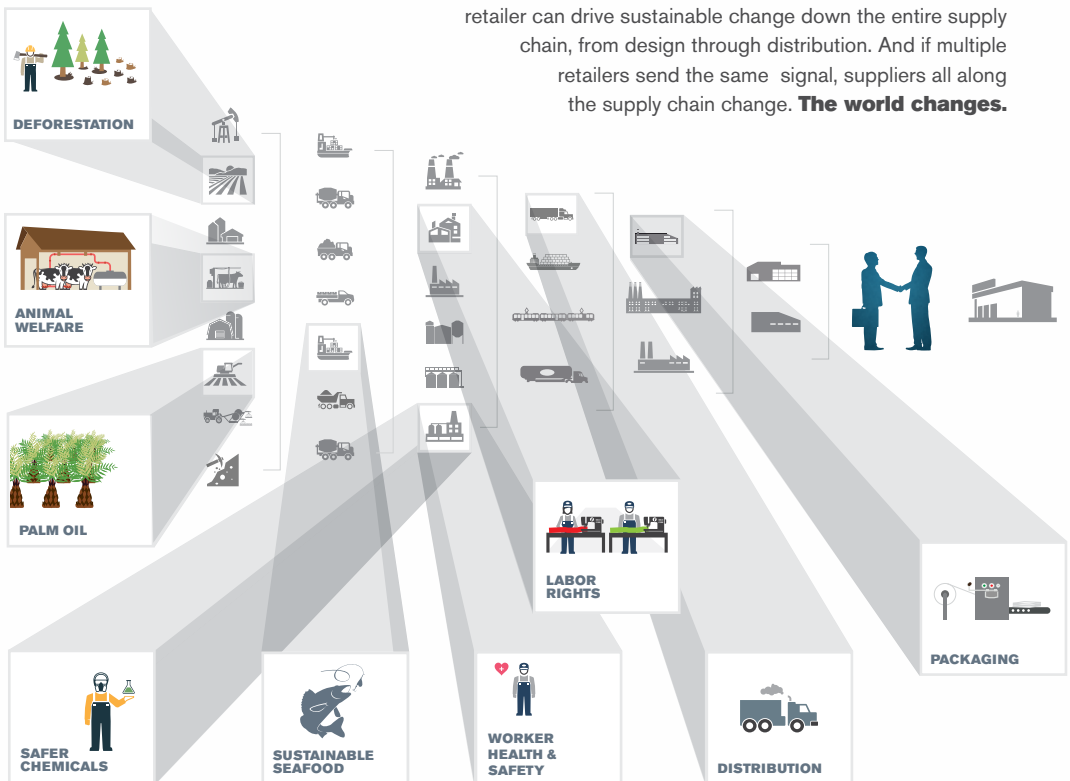 retailer can drive sustainable change down the entire supply
chain, from design through distribution. And if multiple
retailers send the same signal, suppliers all along
the supply chain change. The world changes.
DEFORESTATION
ANIMAL
WELFARE
PALM OIL
LABOR
RIGHTS
PACKAGING
SAFER
CHEMICALS
SUSTAINABLE
SEAFOOD
WORKER
HEALTH &
SAFETY
DISTRIBUTION